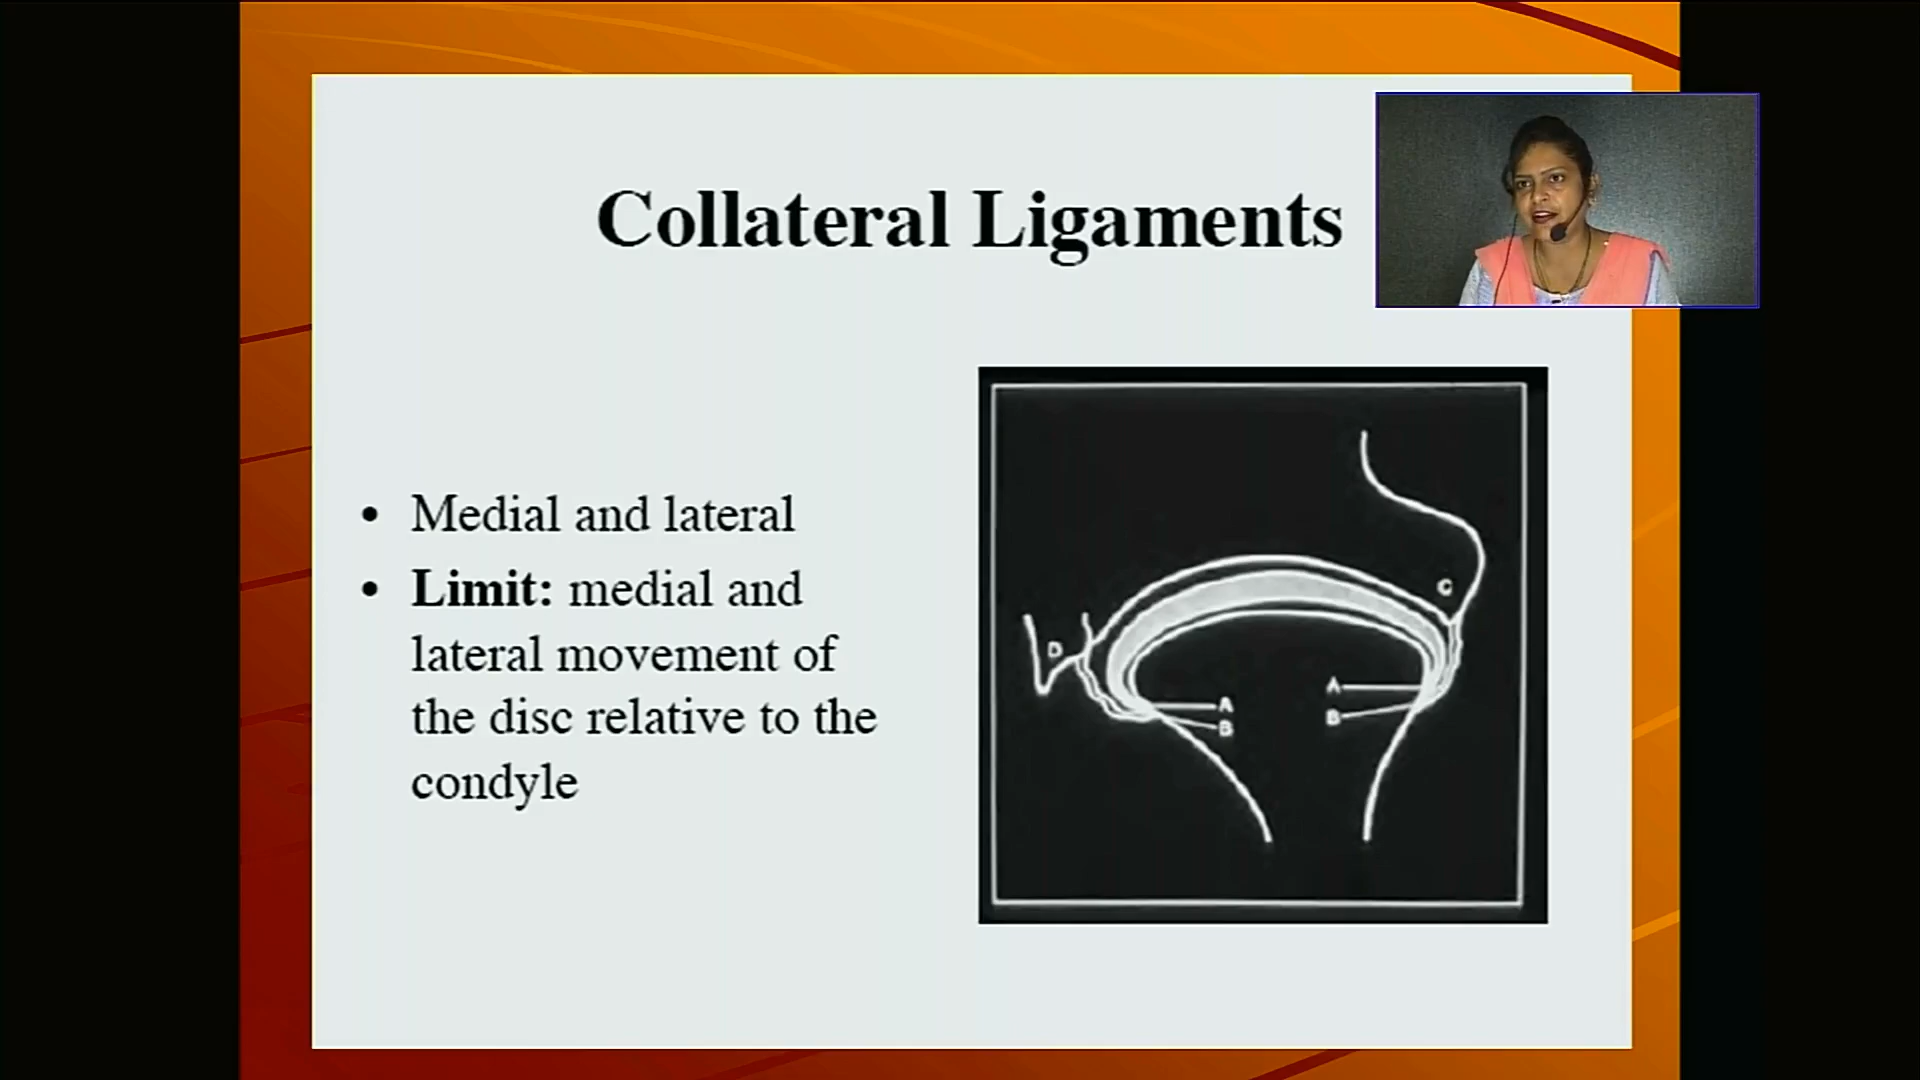 Collateral Ligaments
• Medial and lateral
• Limit: medial and
lateral movement of
the disc relative to the
condyle
C
D
A
A
B
B